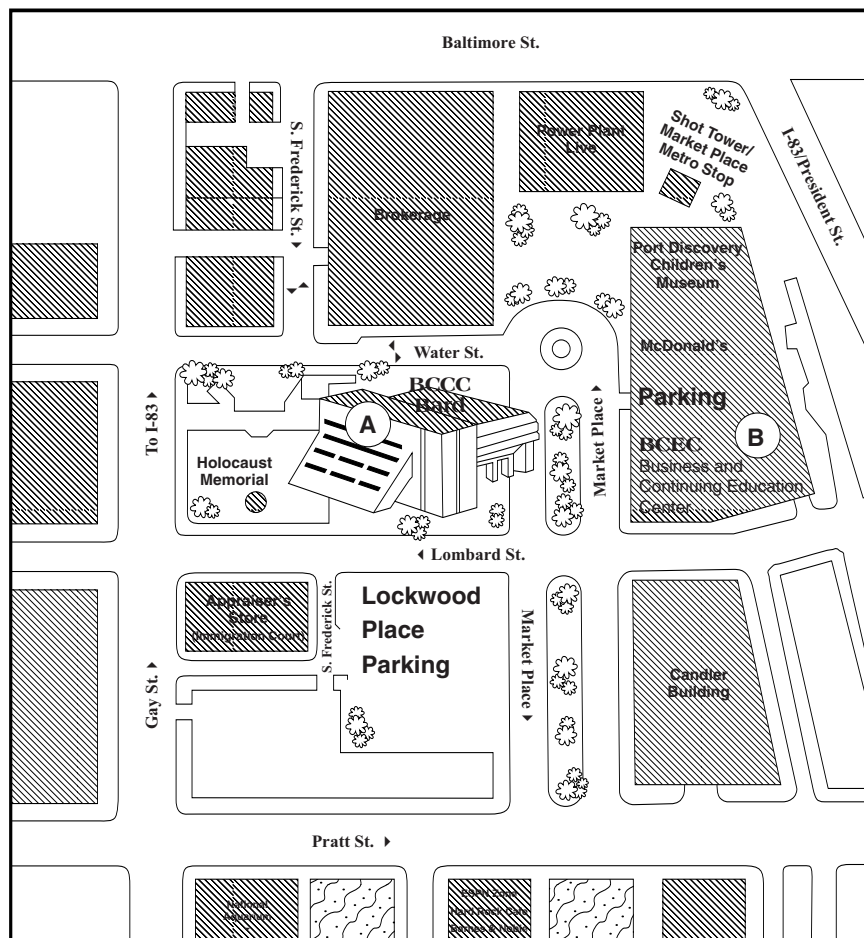 Baltimore St.
S. Frederick St.
Brokerage
Power Plant
Live
Shot Tower/
Market Place
Metro Stop
I-83/President St.
Port Discovery
Children's
Museum
McDonald's
Parking
BCEC
Business and
Continuing Education
Center
B
Water St.
BCCC
Bard
A
To I-83
Holocaust
Memorial
Market Place
Lombard St.
Appraiser's
Store
(Immigration Court)
S. Frederick St.
Lockwood
Place
Parking
Market Place
Candler
Building
Gay St.
Pratt St.
National
Aquarium
ESPN Zone
Hard Rock Cafe
Barnes & Noble